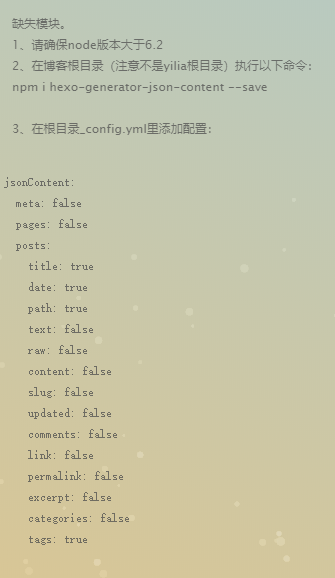 缺失模块。
1、请确保node版本大于6.2
2、在博客根目录（注意不是yilia根目录）执行以下命令：
npm i hexo-generator-json-content --save
3、在根目录_config.yml里添加配置：
jsonContent:
  meta: false
  pages: false
  posts:
    title: true
    date: true
    path: true
    text: false
    raw: false
    content: false
    slug: false
    updated: false
    comments: false
    link: false
    permalink: false
    excerpt: false
    categories: false
    tags: true